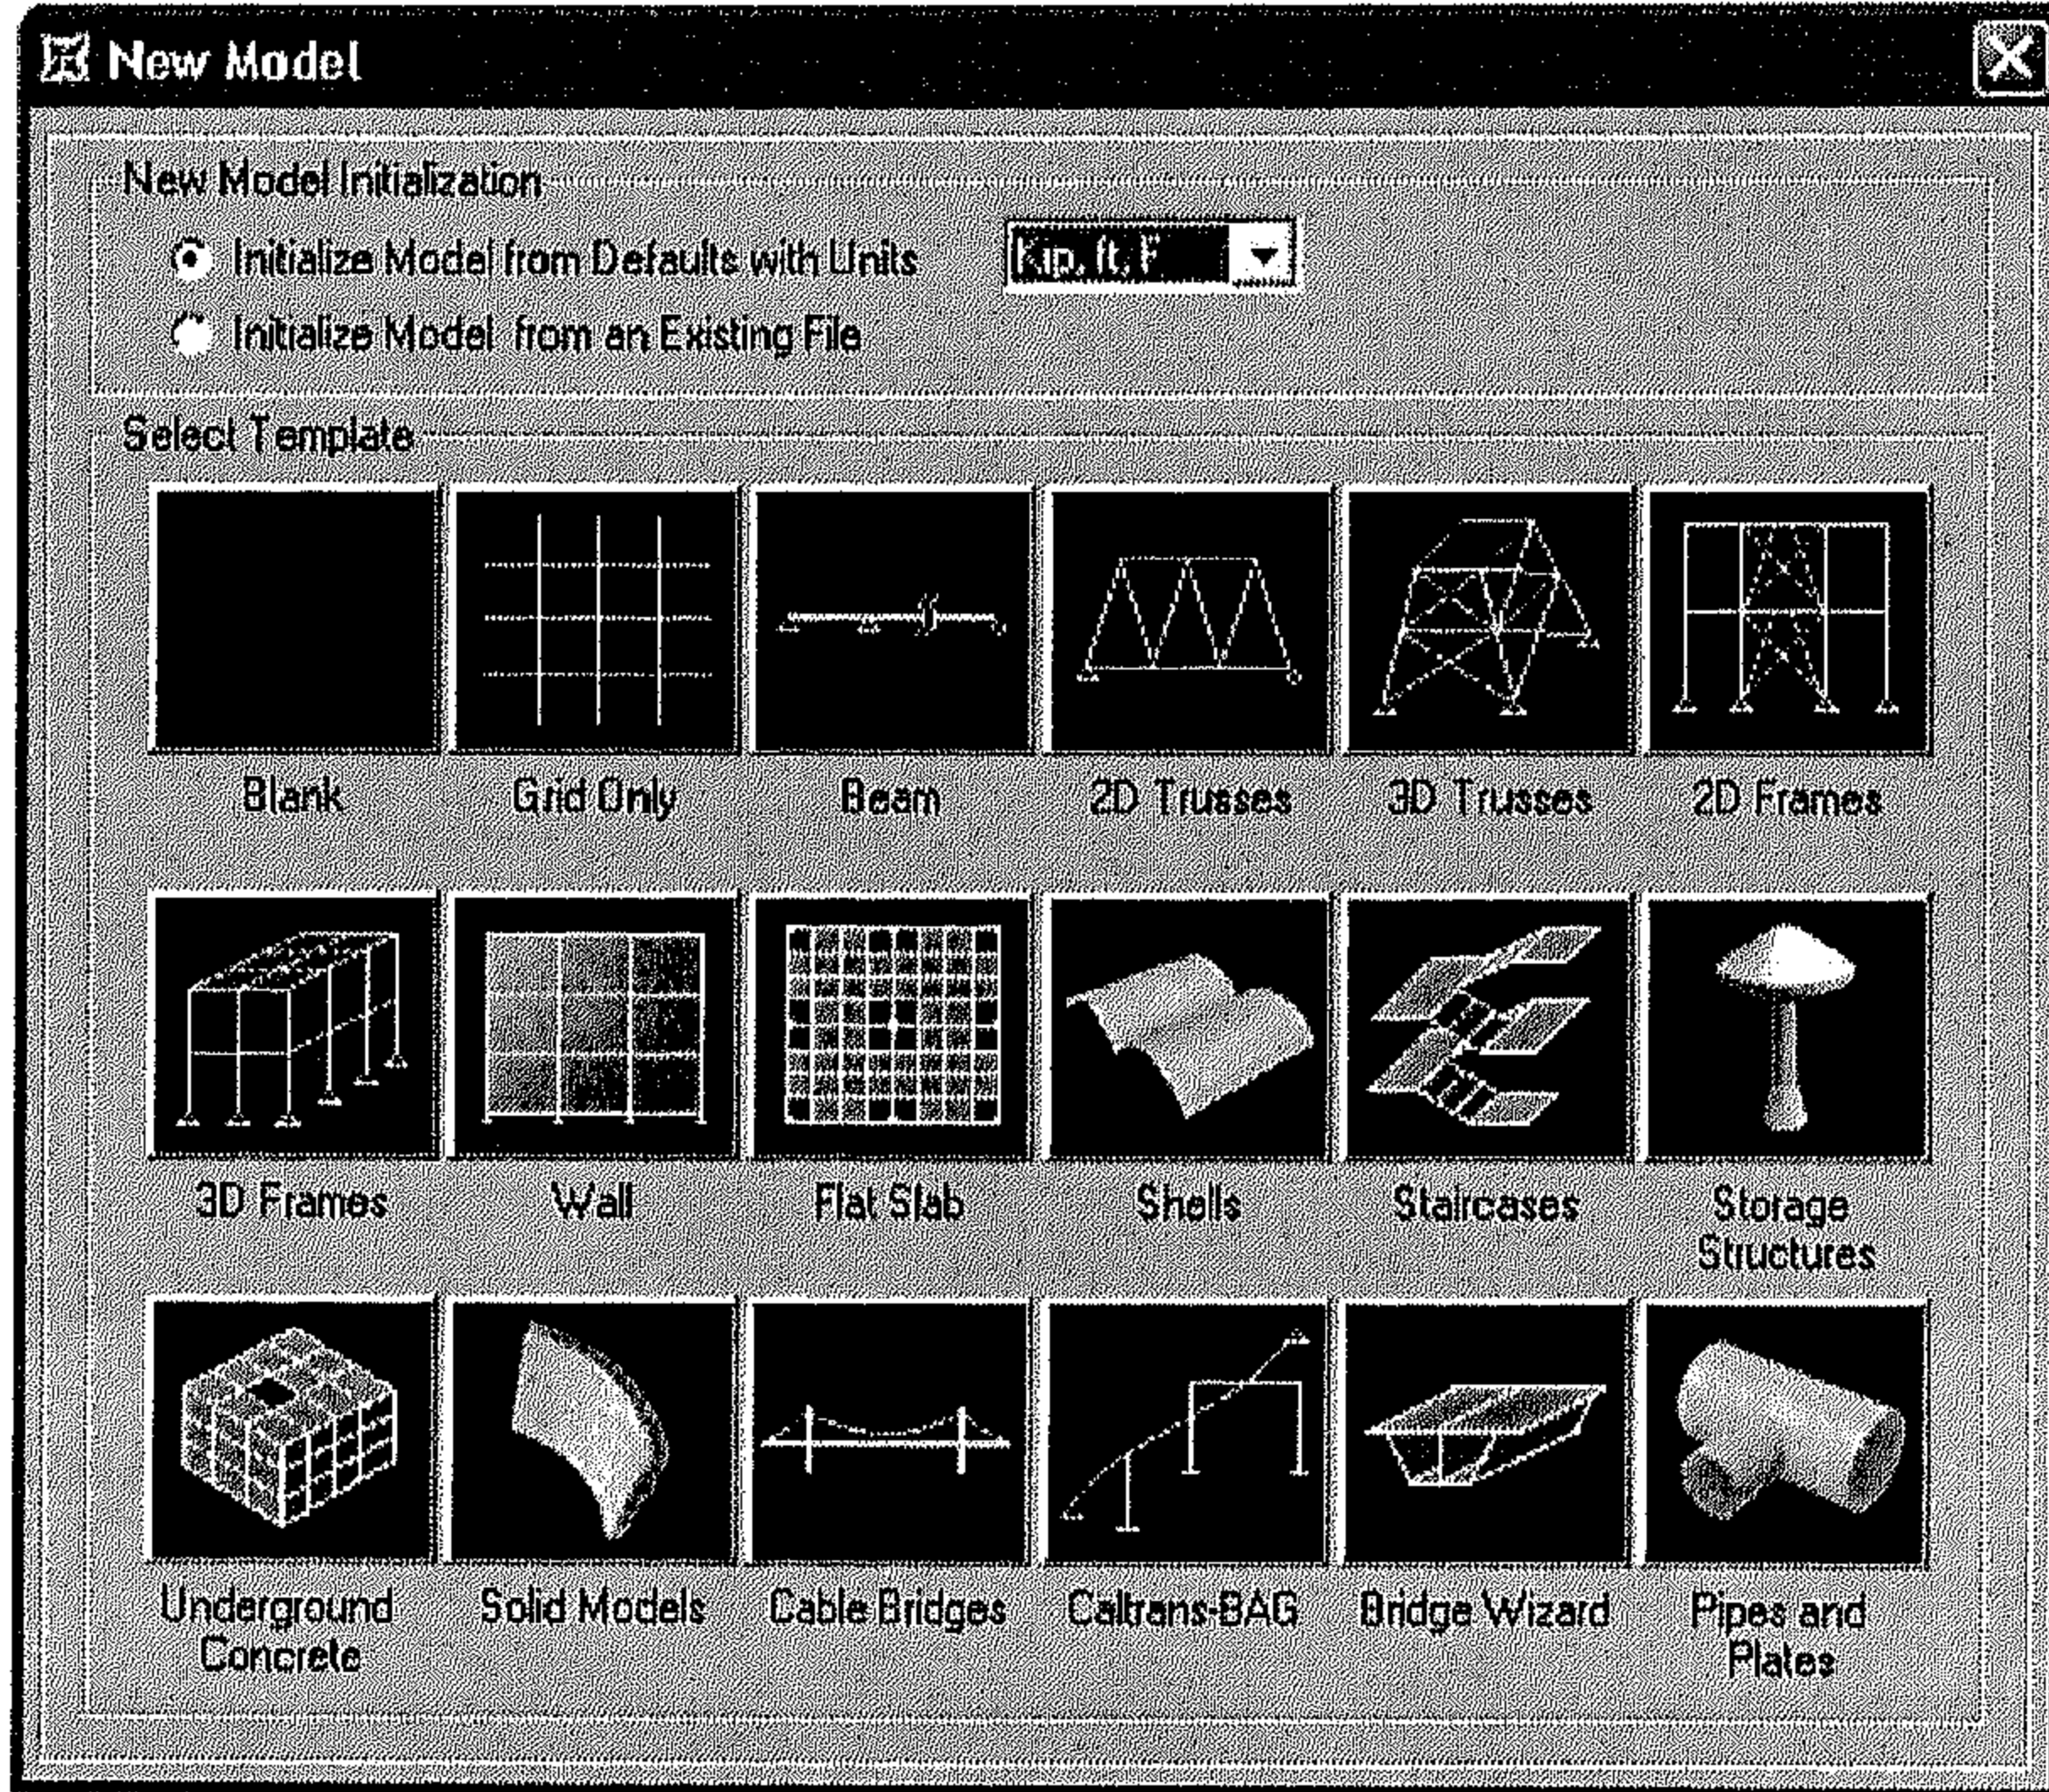 New Model
New Model Initialization
Initialize Model from Defaults with Units
Kip, ft, F
Initialize Model from an Existing File
Select Template
Blank
Grid Only
Beam
2D Trusses
3D Trusses
2D Frames
3D Frames
Wall
Flat Slab
Shells
Staircases
Storage
Structures
Underground
Concrete
Solid Models
Cable Bridges
Caltrans-BAG
Bridge Wizard
Pipes and
Plates